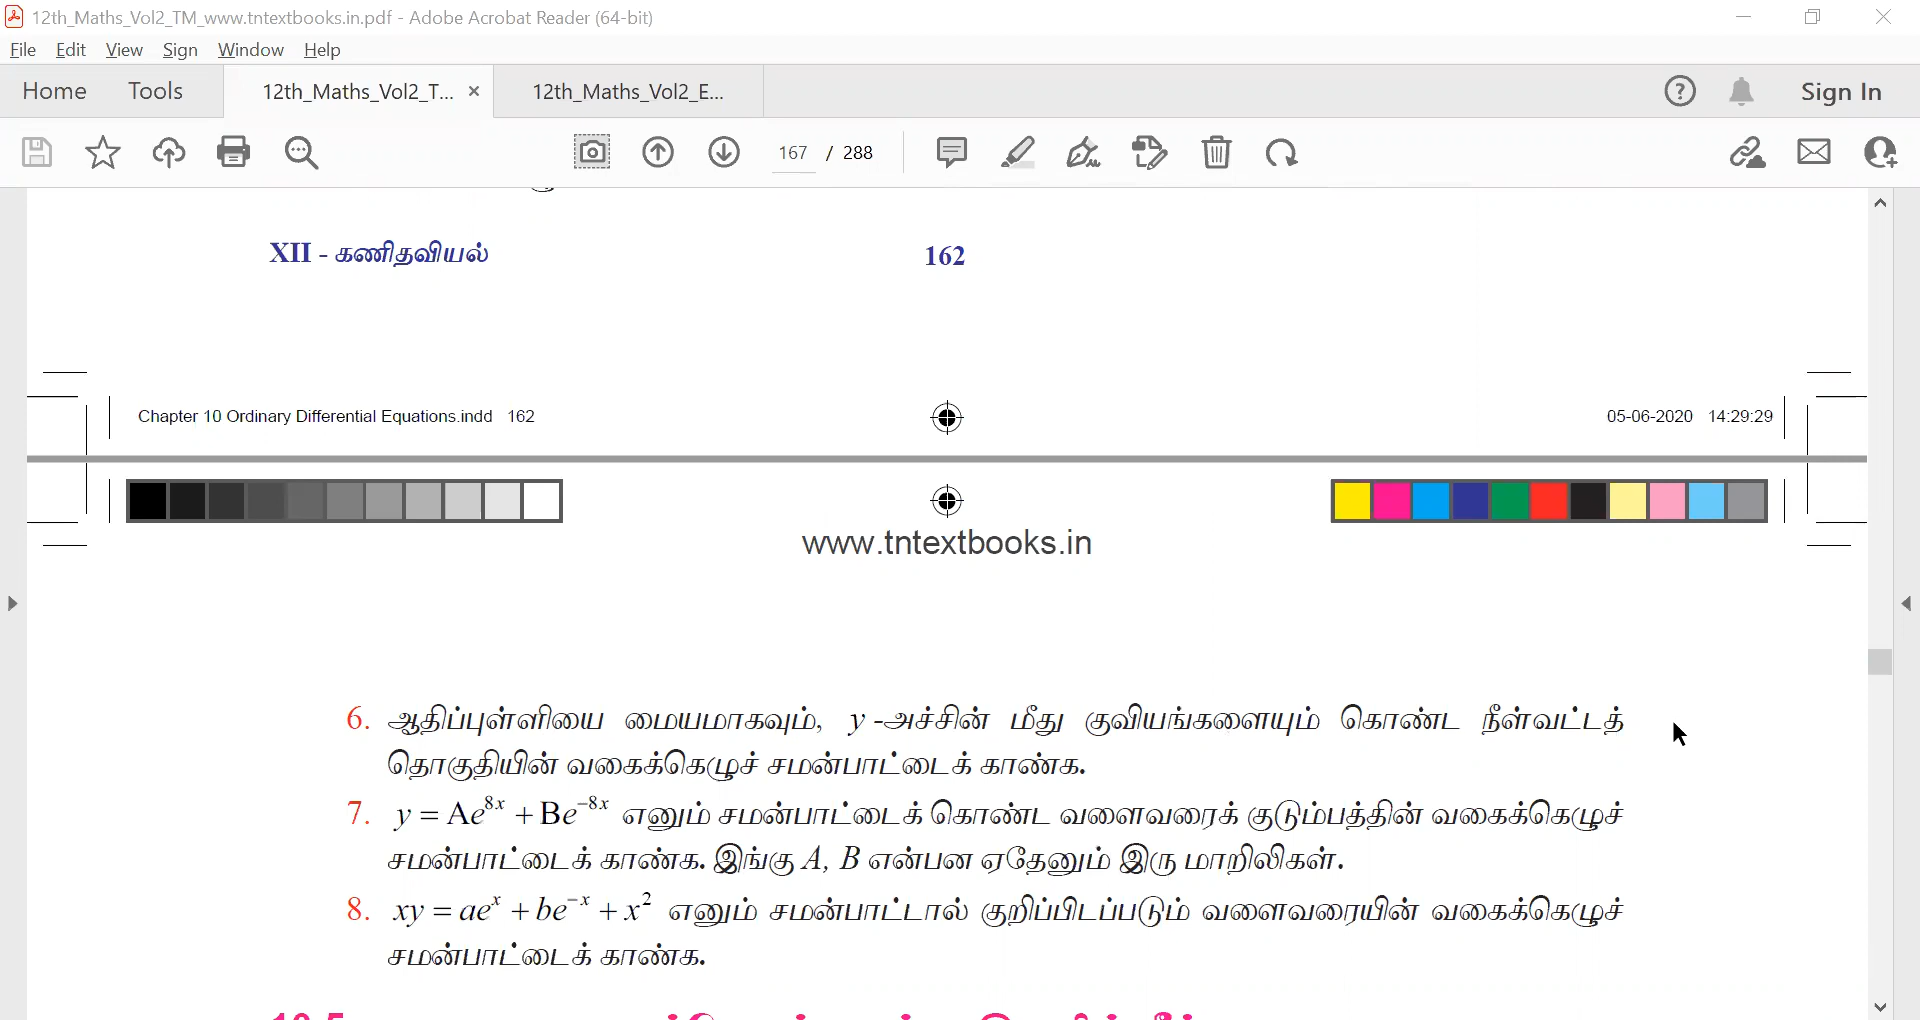 12th_Maths_Vol2_TM_www.tntextbooks.in.pdf - Adobe Acrobat Reader (64-bit)
File Edit View Sign Window Help
Home Tools 12th_Maths_Vol2_T... × 12th_Maths_Vol2_E... Sign In
167 / 288
XII - கணிதவியல் 162
Chapter 10 Ordinary Differential Equations.indd 162 05-06-2020 14:29:29
www.tntextbooks.in
6. ஆதிப்புள்ளியை மையமாகவும், y -அச்சின் மீது குவியங்களையும் கொண்ட நீள்வட்டத்
தொகுதியின் வகைக்கெழுச் சமன்பாட்டைக் காண்க.
7. y = Ae⁸ˣ + Be⁻⁸ˣ எனும் சமன்பாட்டைக் கொண்ட வளைவரைக் குடும்பத்தின் வகைக்கெழுச்
சமன்பாட்டைக் காண்க. இங்கு A, B என்பன ஏதேனும் இரு மாறிலிகள்.
8. xy = aeˣ + be⁻ˣ + x² எனும் சமன்பாட்டால் குறிப்பிடப்படும் வளைவரையின் வகைக்கெழுச்
சமன்பாட்டைக் காண்க.